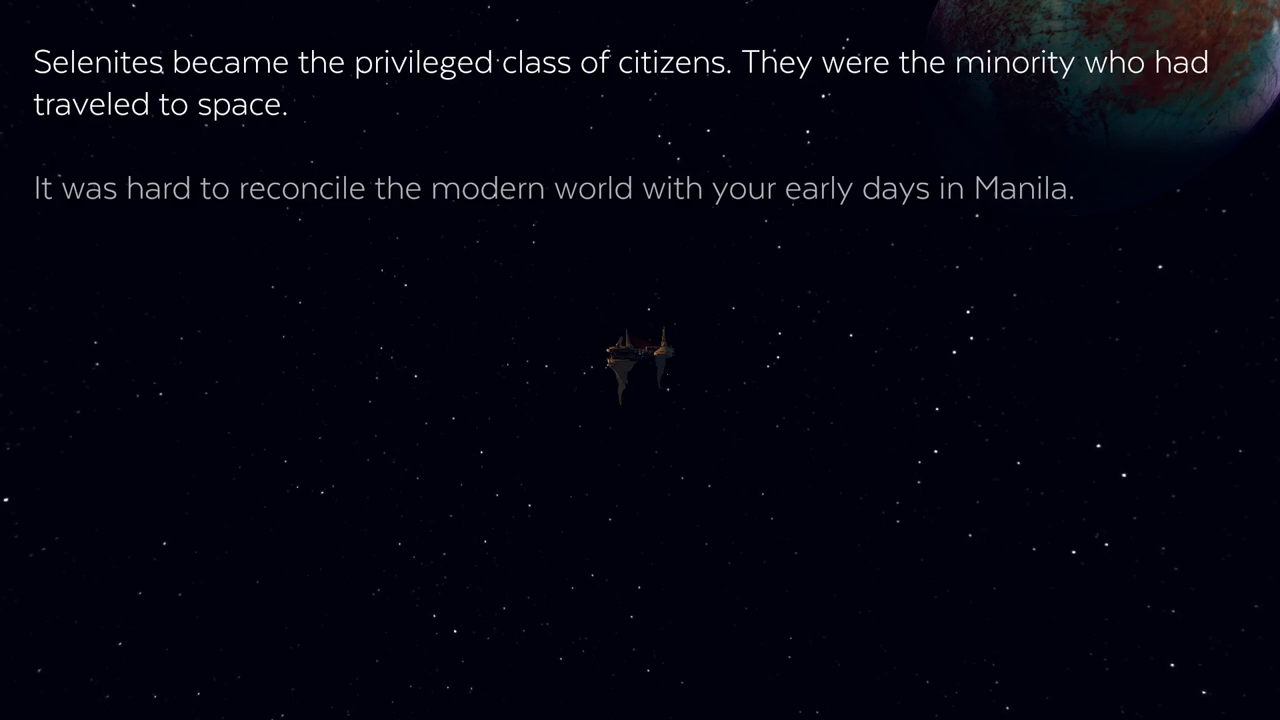 Selenites became the privileged class of citizens. They were the minority who had
traveled to space.
It was hard to reconcile the modern world with your early days in Manila.